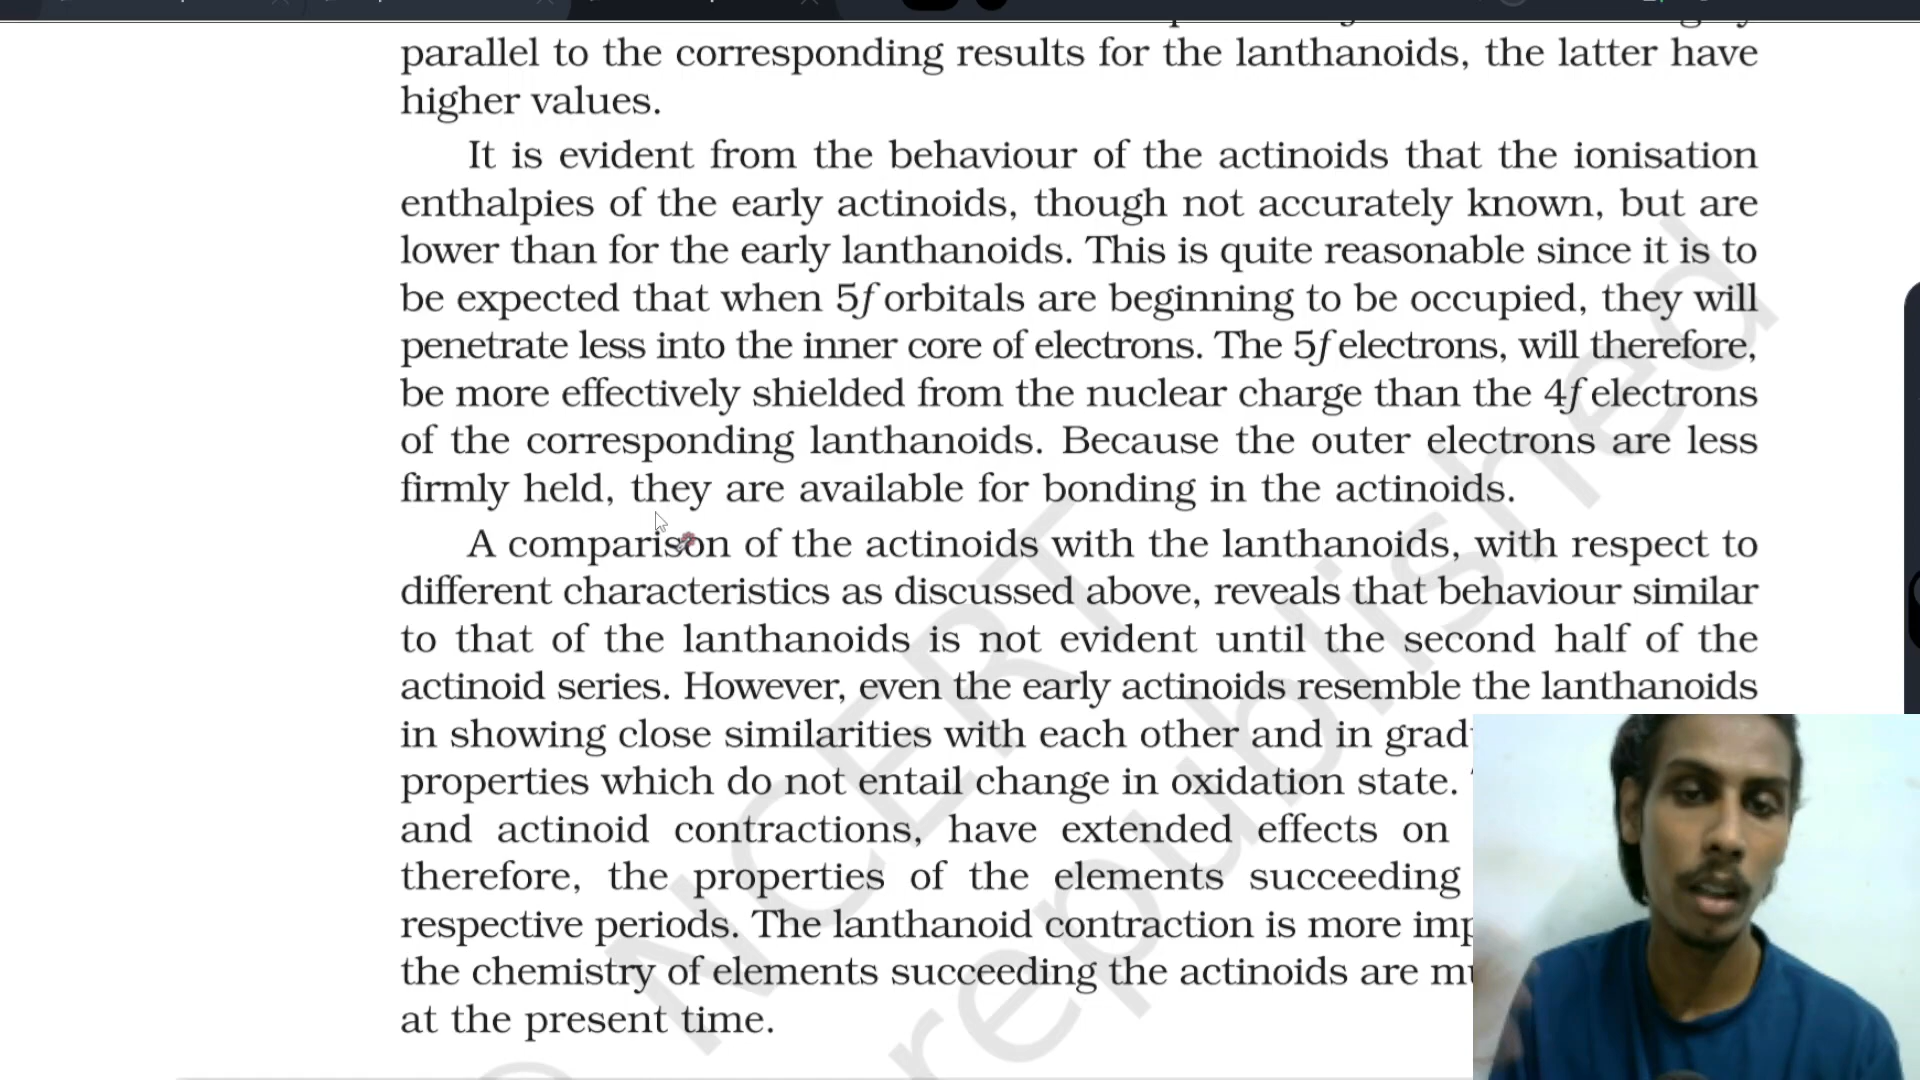 parallel to the corresponding results for the lanthanoids, the latter have
higher values.
It is evident from the behaviour of the actinoids that the ionisation
enthalpies of the early actinoids, though not accurately known, but are
lower than for the early lanthanoids. This is quite reasonable since it is to
be expected that when 5f orbitals are beginning to be occupied, they will
penetrate less into the inner core of electrons. The 5f electrons, will therefore,
be more effectively shielded from the nuclear charge than the 4f electrons
of the corresponding lanthanoids. Because the outer electrons are less
firmly held, they are available for bonding in the actinoids.
A comparison of the actinoids with the lanthanoids, with respect to
different characteristics as discussed above, reveals that behaviour similar
to that of the lanthanoids is not evident until the second half of the
actinoid series. However, even the early actinoids resemble the lanthanoids
in showing close similarities with each other and in
properties which do not entail change in oxidation state.
and actinoid contractions, have extended effects on
therefore, the properties of the elements succeeding
respective periods. The lanthanoid contraction is more
the chemistry of elements succeeding the actinoids are
at the present time.
© NCERT
republished